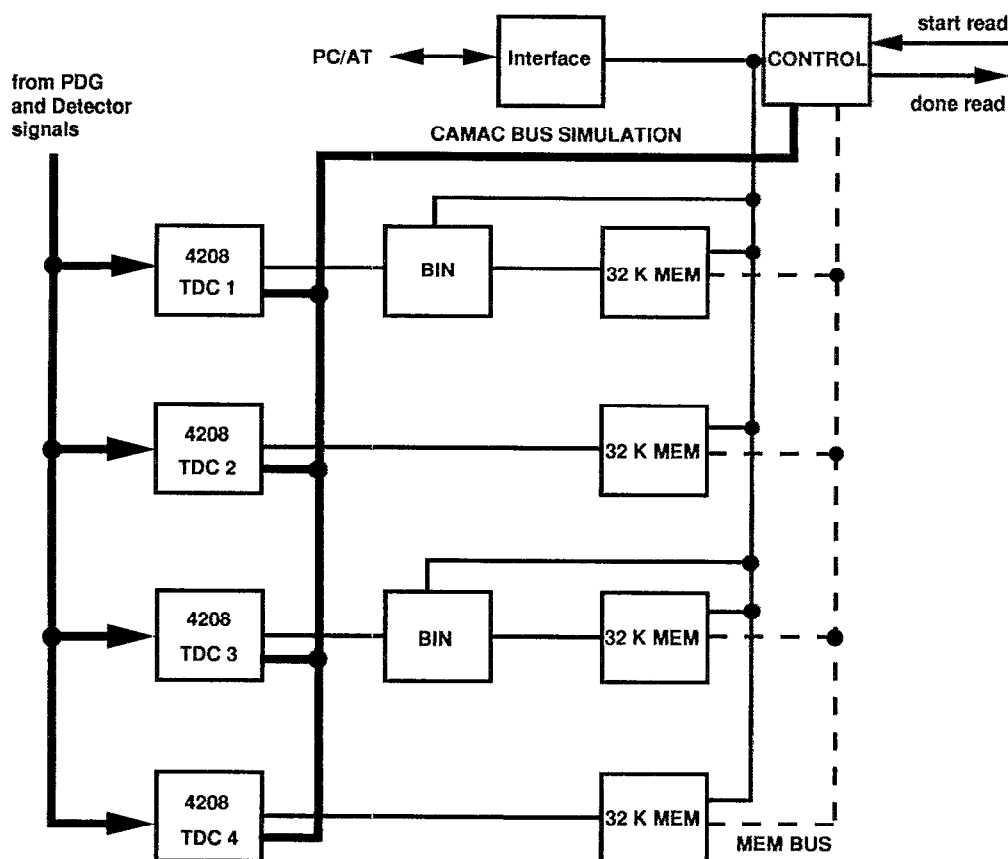 start read
PC/AT
Interface
CONTROL
from PDG
and Detector
signals
done read
CAMAC BUS SIMULATION
4208
TDC 1
BIN
32 K MEM
4208
TDC 2
32 K MEM
4208
TDC 3
BIN
32 K MEM
4208
TDC 4
32 K MEM
MEM BUS